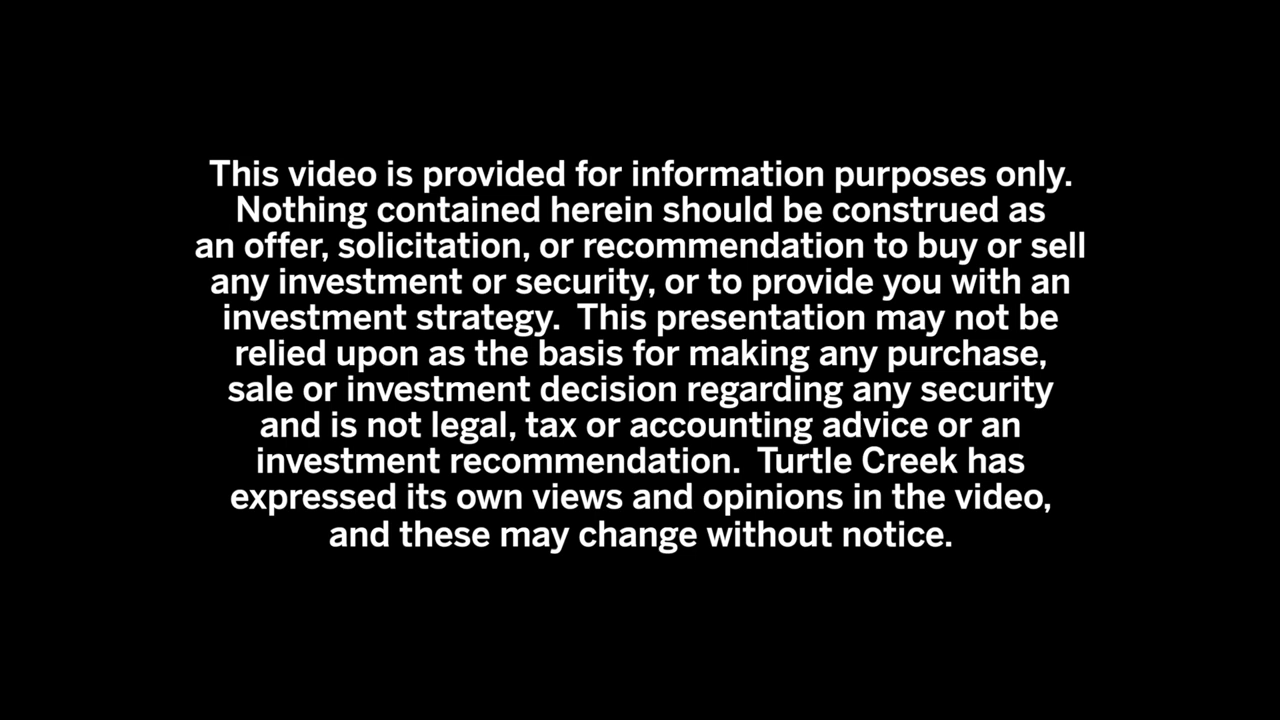 This video is provided for information purposes only.
Nothing contained herein should be construed as
an offer, solicitation, or recommendation to buy or sell
any investment or security, or to provide you with an
investment strategy.  This presentation may not be
relied upon as the basis for making any purchase,
sale or investment decision regarding any security
and is not legal, tax or accounting advice or an
investment recommendation.  Turtle Creek has
expressed its own views and opinions in the video,
and these may change without notice.